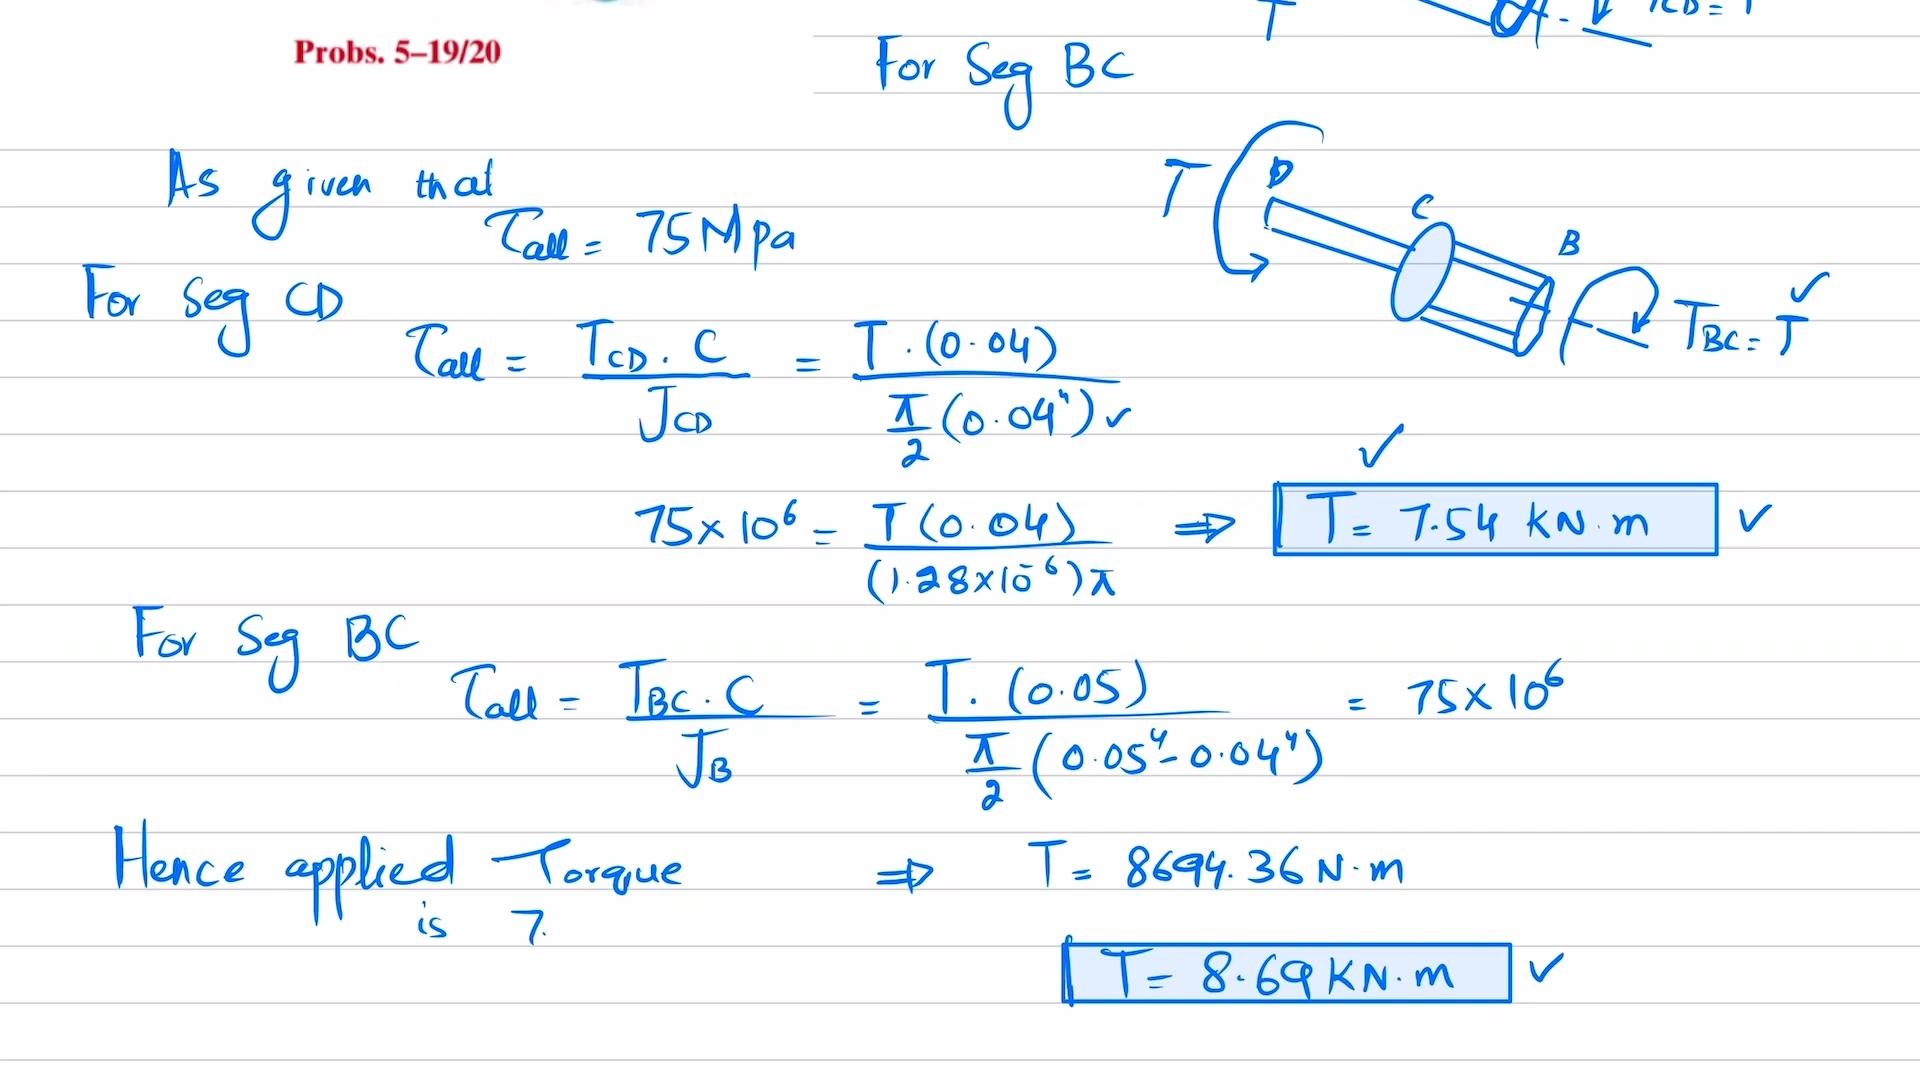 Probs. 5–19/20
T
TCD = T
For Seg BC
As given that
τall = 75 Mpa
T
D
C
B
TBC = T ✓
For Seg CD
τall = TCD . C / JCD = T . (0.04) / π/2 (0.04⁴) ✓
75 x 10⁶ = T (0.04) / (1.28x10⁻⁶) π ⇒ T = 7.54 KN.m ✓
For Seg BC
τall = TBC . C / JB = T . (0.05) / π/2 (0.05⁴ - 0.04⁴) = 75 x 10⁶
Hence applied Torque
is 7.
⇒ T = 8694.36 N.m
T = 8.69 KN.m ✓